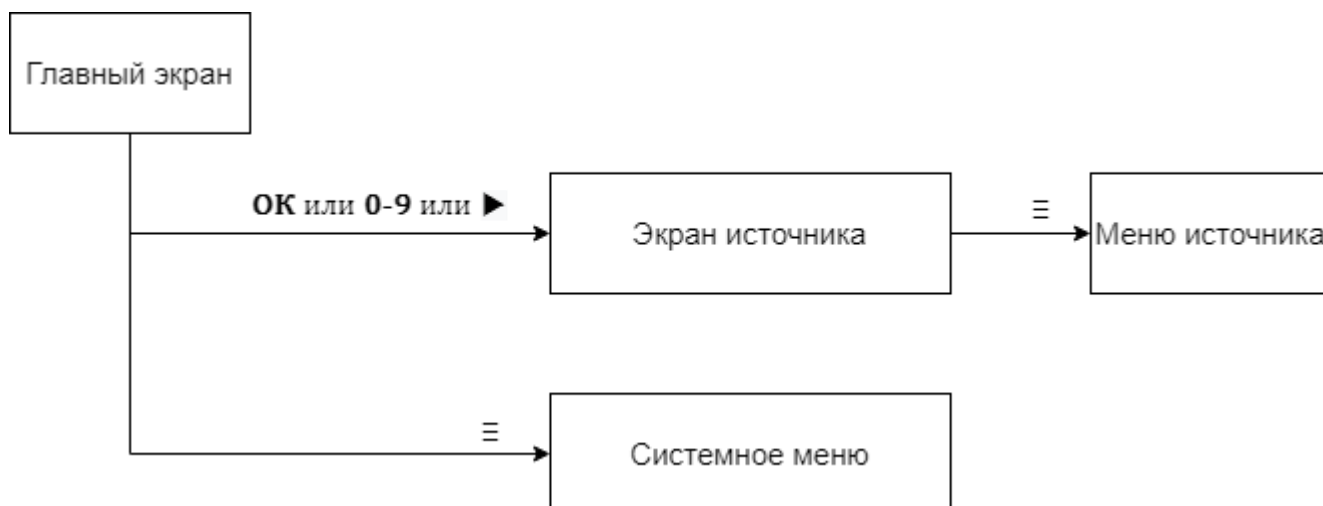 Главный экран
ОК или 0-9 или ▶
Экран источника
☰
Меню источника
☰
Системное меню